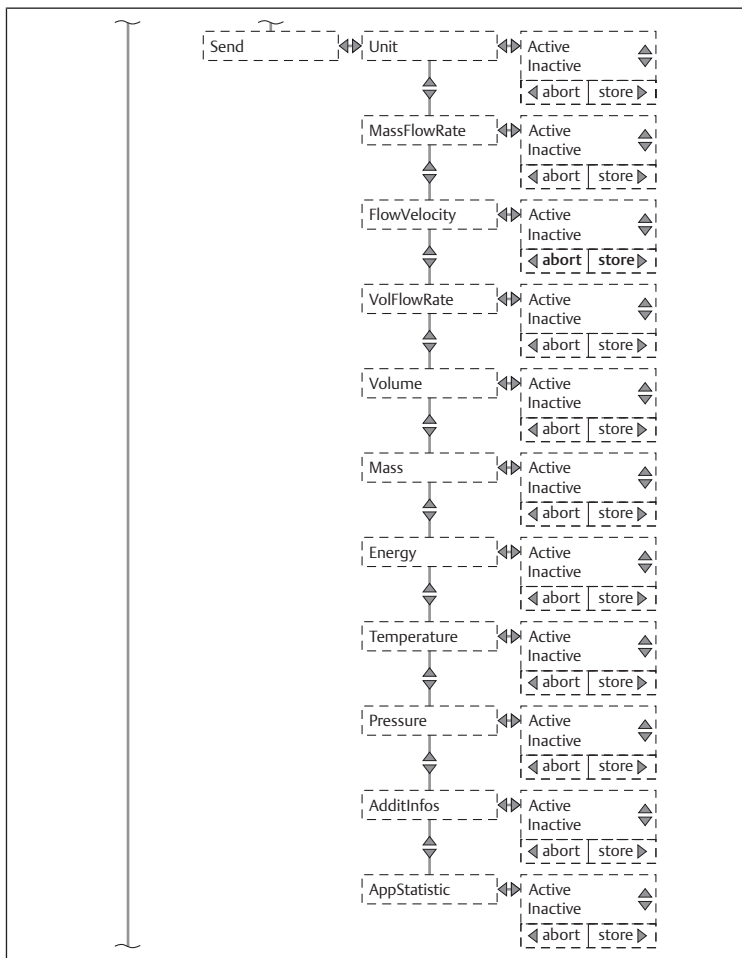 Send Unit Active
Inactive
abort store
MassFlowRate Active
Inactive
abort store
FlowVelocity Active
Inactive
abort store
VolFlowRate Active
Inactive
abort store
Volume Active
Inactive
abort store
Mass Active
Inactive
abort store
Energy Active
Inactive
abort store
Temperature Active
Inactive
abort store
Pressure Active
Inactive
abort store
AdditInfos Active
Inactive
abort store
AppStatistic Active
Inactive
abort store